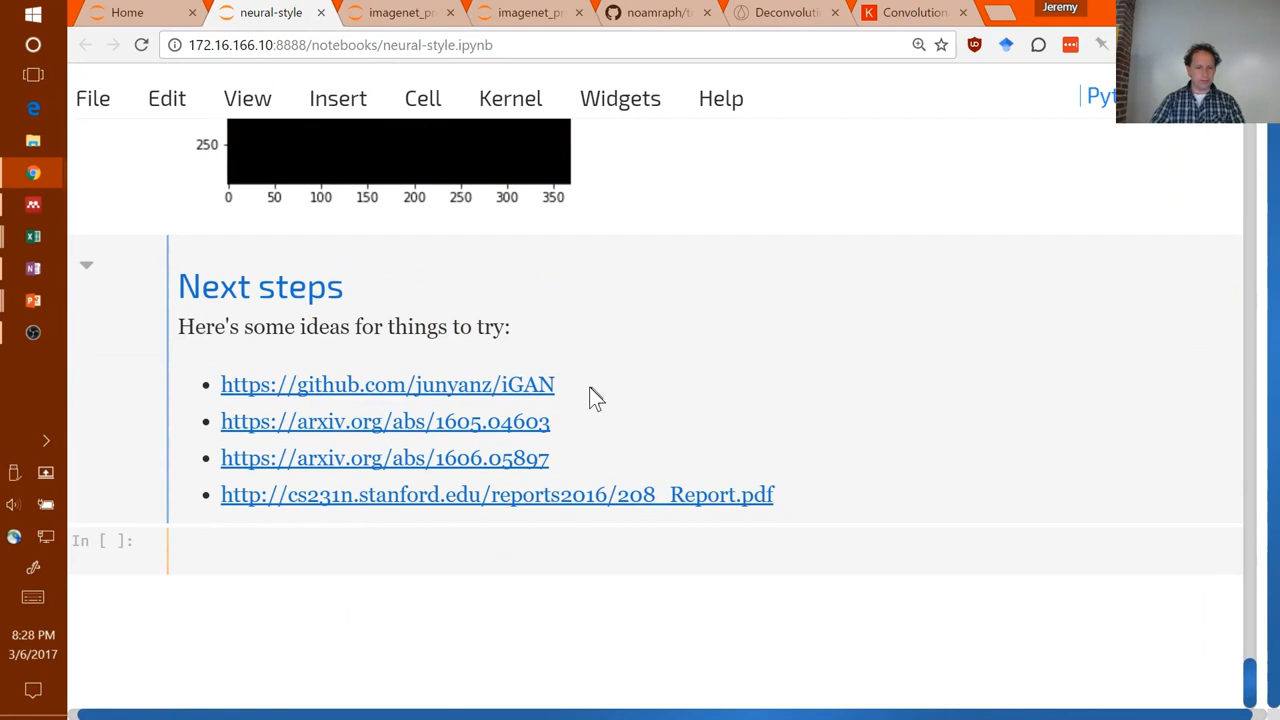 Home
neural-style
imagenet_pr
imagenet_pr
noamraph/t
Deconvolutio
Convolution
Jeremy
172.16.166.10:8888/notebooks/neural-style.ipynb
File Edit View Insert Cell Kernel Widgets Help
250
0 50 100 150 200 250 300 350
Next steps
Here's some ideas for things to try:
• https://github.com/junyanz/iGAN
• https://arxiv.org/abs/1605.04603
• https://arxiv.org/abs/1606.05897
• http://cs231n.stanford.edu/reports2016/208_Report.pdf
In [ ]:
8:28 PM
3/6/2017